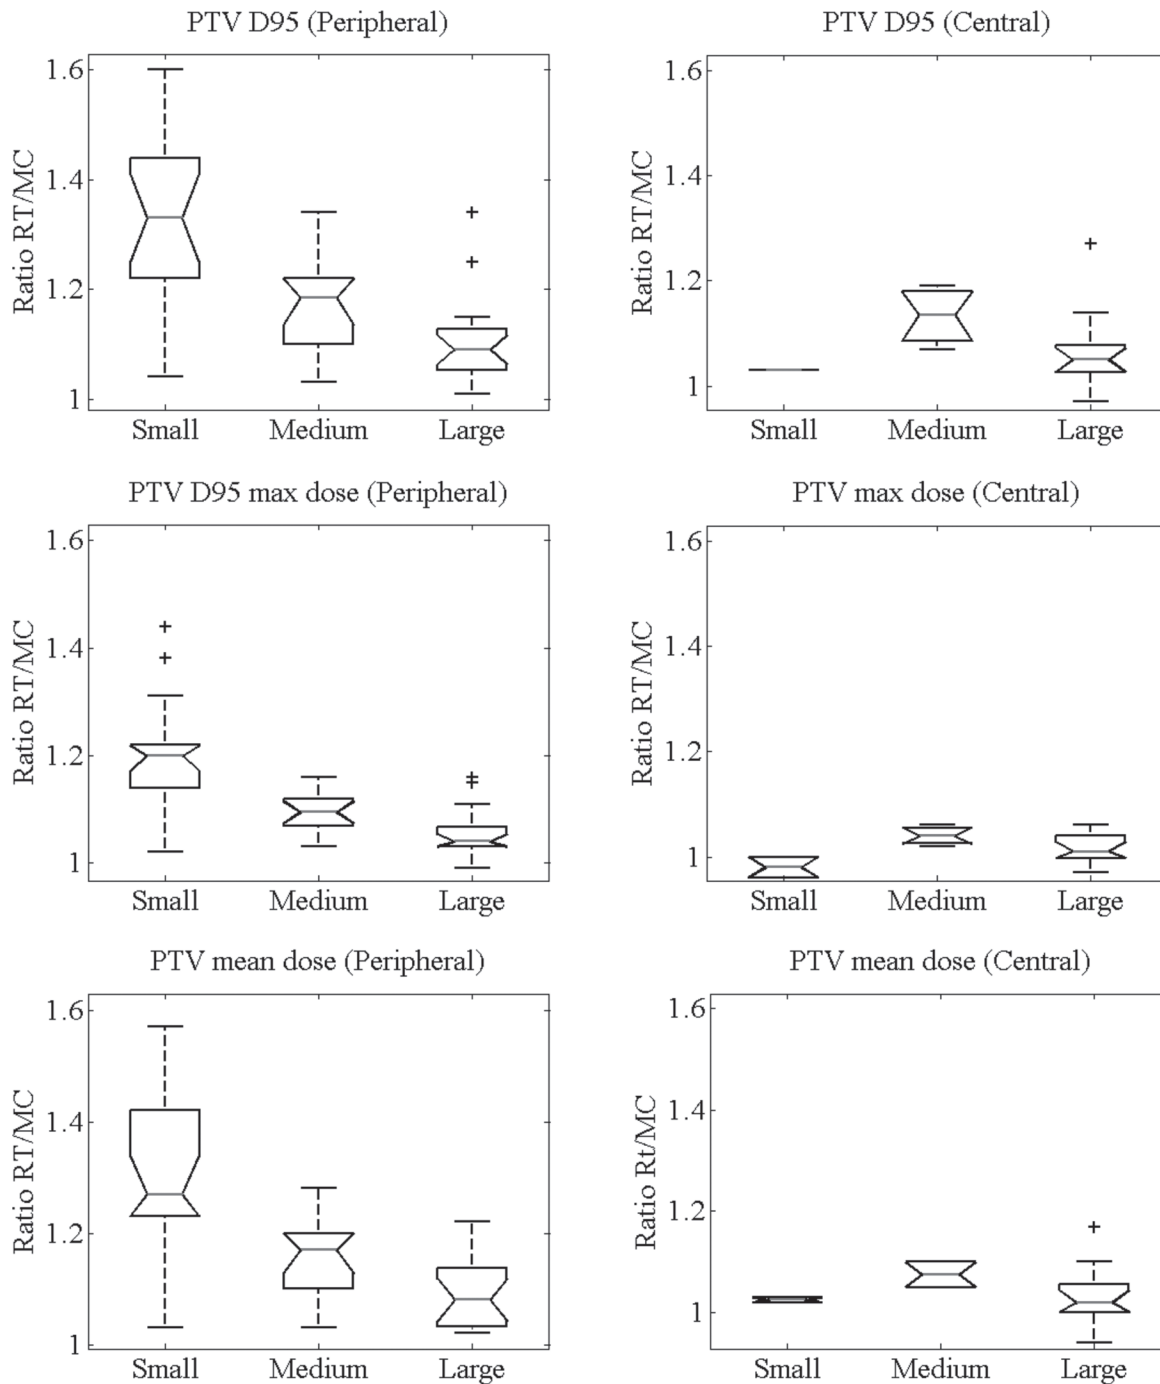 PTV D95 (Peripheral)
1.6
1.4
1.2
1
Ratio RT/MC
Small Medium Large
PTV D95 (Central)
1.6
1.4
1.2
1
Ratio RT/MC
Small Medium Large
PTV D95 max dose (Peripheral)
1.6
1.4
1.2
1
Ratio RT/MC
Small Medium Large
PTV max dose (Central)
1.6
1.4
1.2
1
Ratio RT/MC
Small Medium Large
PTV mean dose (Peripheral)
1.6
1.4
1.2
1
Ratio RT/MC
Small Medium Large
PTV mean dose (Central)
1.6
1.4
1.2
1
Ratio Rt/MC
Small Medium Large